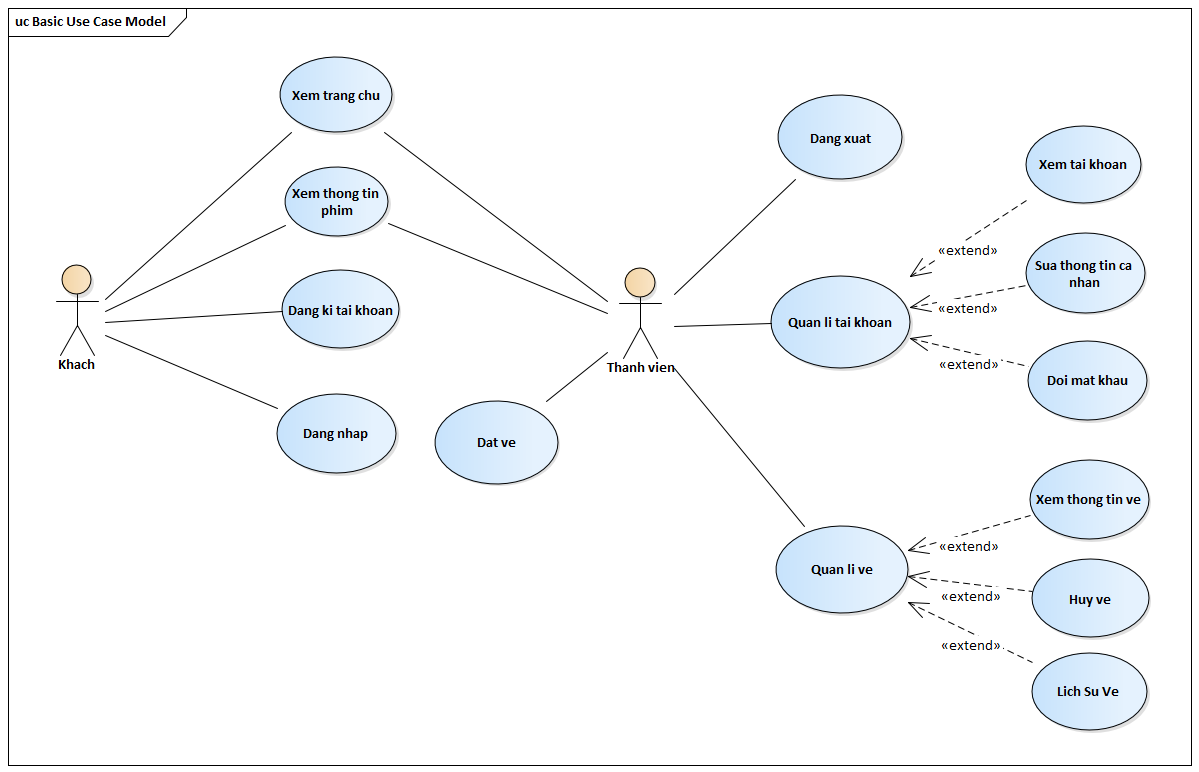 uc Basic Use Case Model
Xem trang chu
Xem thong tin
phim
Dang ki tai khoan
Dang nhap
Khach
Dat ve
Thanh vien
Dang xuat
Quan li tai khoan
Quan li ve
«extend»
«extend»
«extend»
Xem tai khoan
Sua thong tin ca
nhan
Doi mat khau
«extend»
«extend»
«extend»
Xem thong tin ve
Huy ve
Lich Su Ve